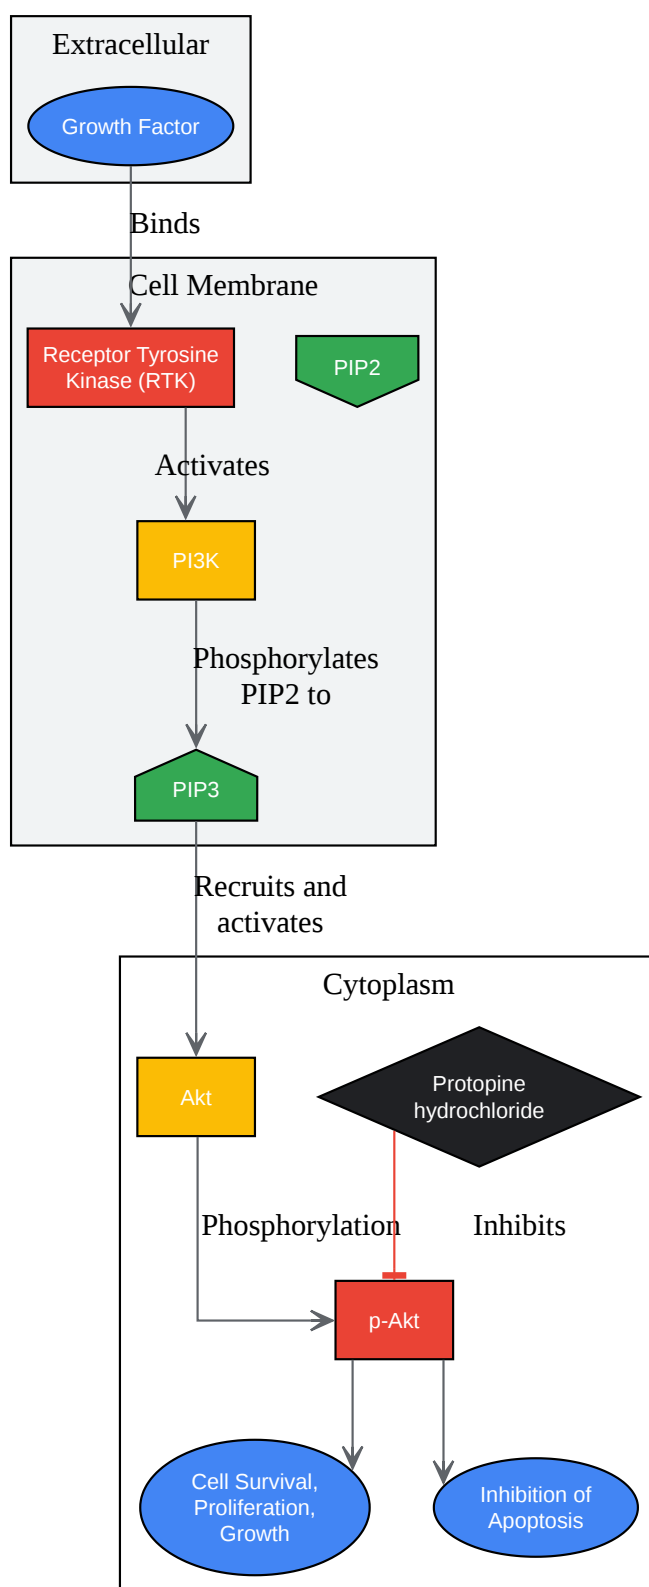 Extracellular
Growth Factor
Binds
Cell Membrane
Receptor Tyrosine
Kinase (RTK)
PIP2
Activates
PI3K
Phosphorylates
PIP2 to
PIP3
Recruits and
activates
Cytoplasm
Akt
Protopine
hydrochloride
Phosphorylation
Inhibits
p-Akt
Cell Survival,
Proliferation,
Growth
Inhibition of
Apoptosis